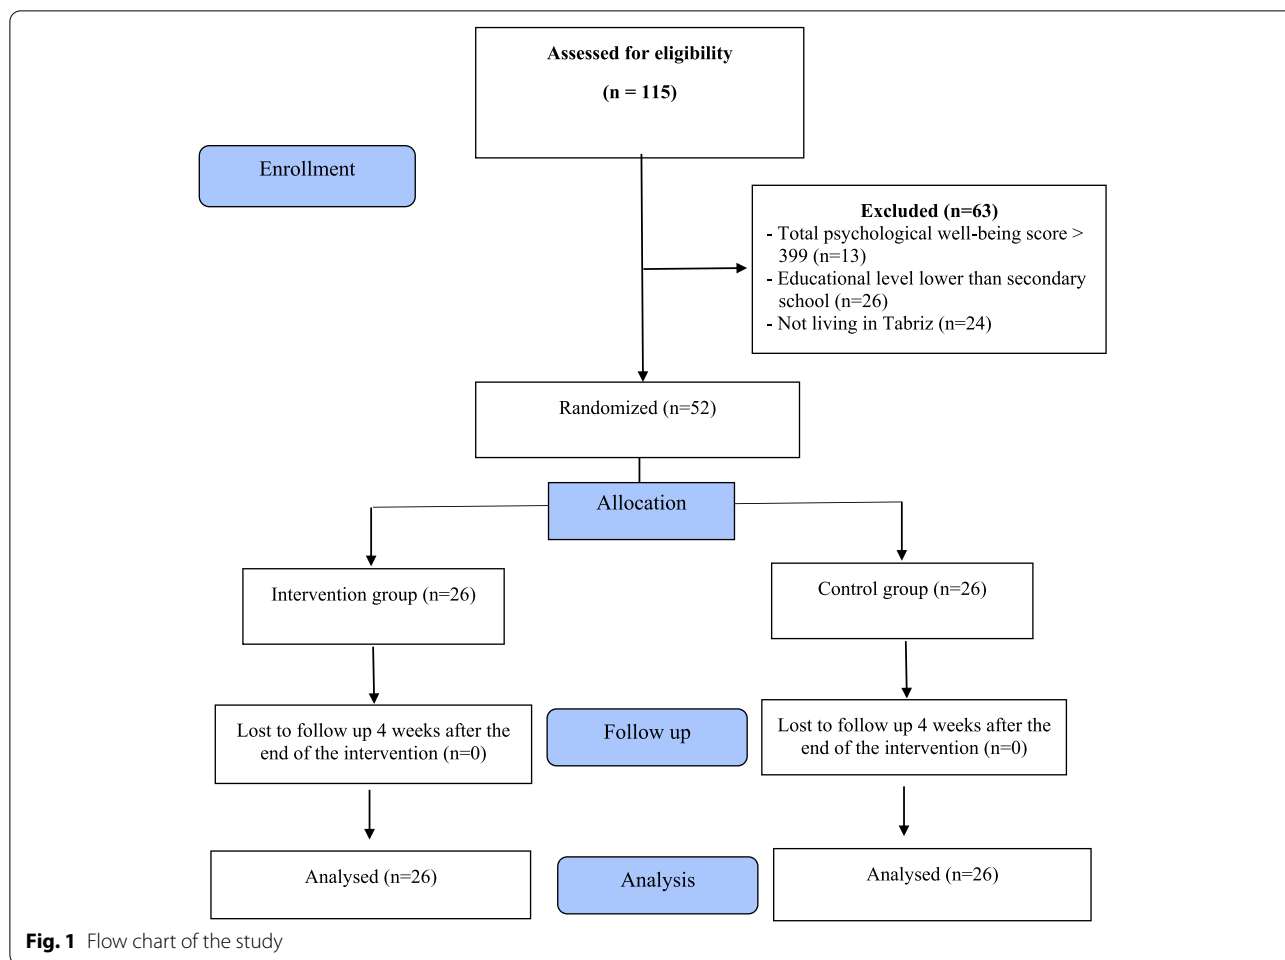 Assessed for eligibility
(n = 115)
Enrollment
Excluded (n=63)
- Total psychological well-being score >
399 (n=13)
- Educational level lower than secondary
school (n=26)
- Not living in Tabriz (n=24)
Randomized (n=52)
Allocation
Intervention group (n=26)
Control group (n=26)
Lost to follow up 4 weeks after the
end of the intervention (n=0)
Follow up
Lost to follow up 4 weeks after the
end of the intervention (n=0)
Analysed (n=26)
Analysis
Analysed (n=26)
Fig. 1 Flow chart of the study